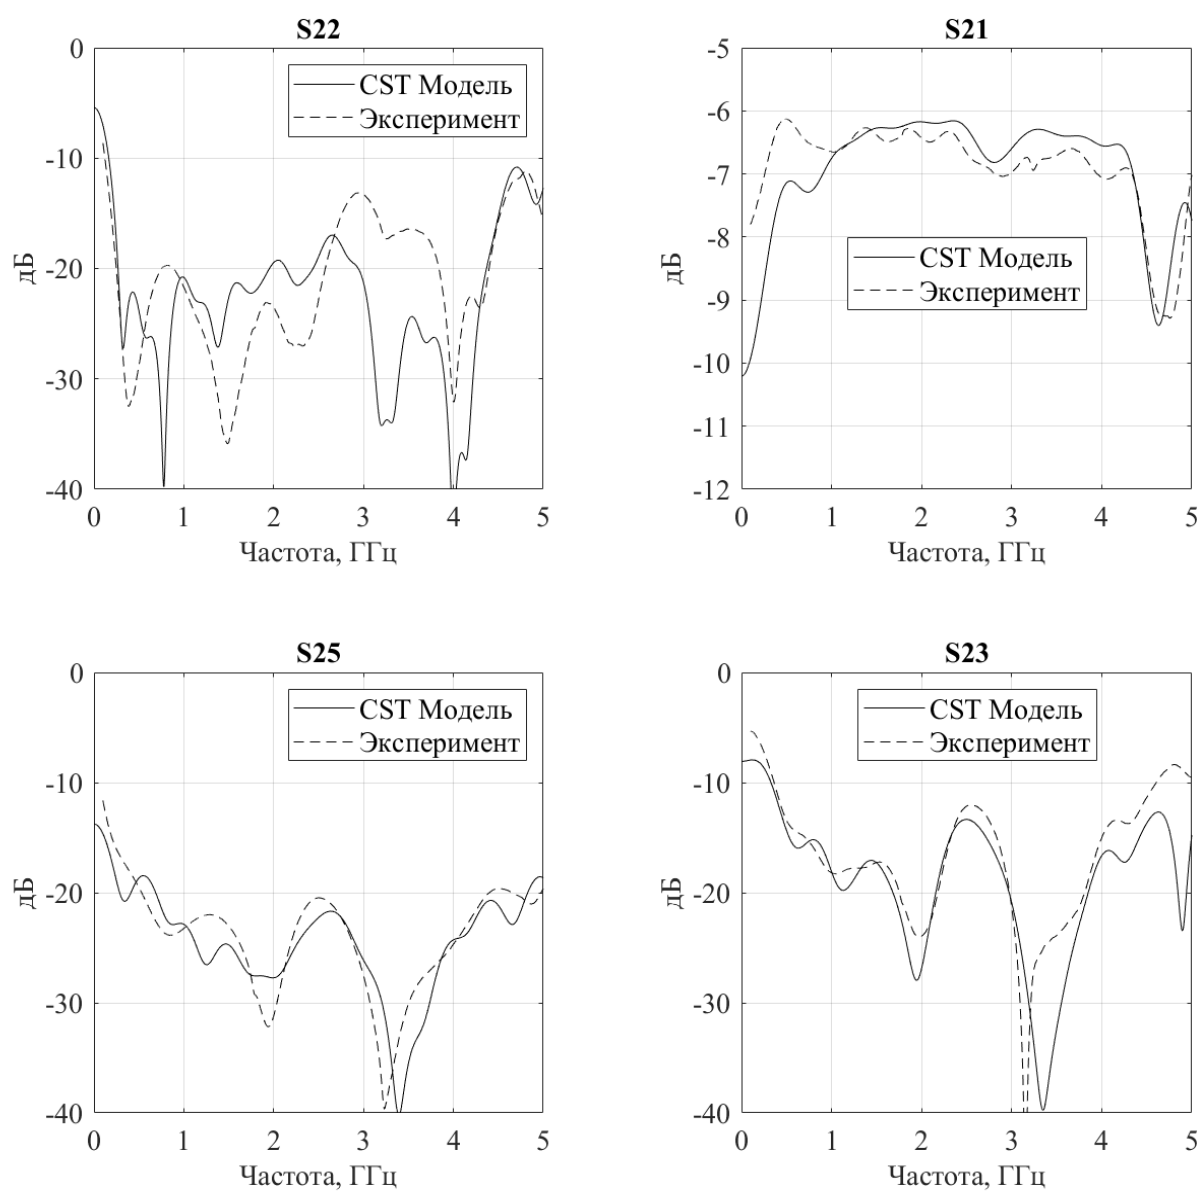 S22
0
-10
-20
-30
-40
дБ
CST Модель
Эксперимент
0 1 2 3 4 5
Частота, ГГц
S21
-5
-6
-7
-8
-9
-10
-11
-12
дБ
CST Модель
Эксперимент
0 1 2 3 4 5
Частота, ГГц
S25
0
-10
-20
-30
-40
дБ
CST Модель
Эксперимент
0 1 2 3 4 5
Частота, ГГц
S23
0
-10
-20
-30
-40
дБ
CST Модель
Эксперимент
0 1 2 3 4 5
Частота, ГГц